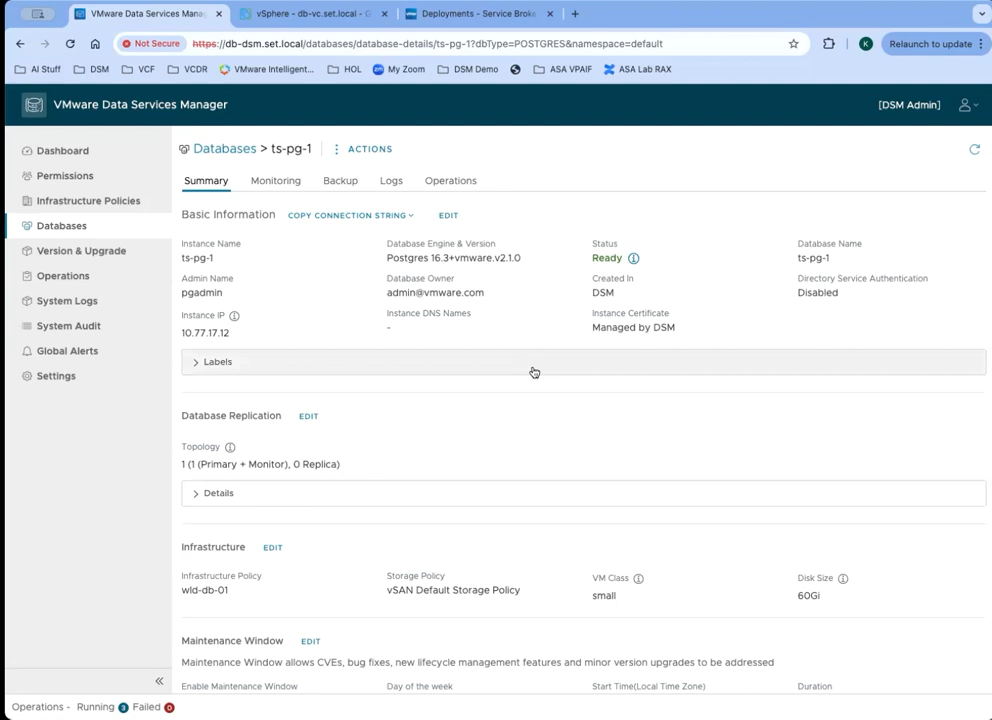 VMware Data Services Mana
vSphere - db-vc.set.local - G
Deployments - Service Broke
Not Secure
https://db-dsm.set.local/databases/database-details/ts-pg-1?dbType=POSTGRES&namespace=default
K
Relaunch to update
AI Stuff
DSM
VCF
VCDR
VMware Intelligent...
HOL
My Zoom
DSM Demo
ASA VPAIF
ASA Lab RAX
VMware Data Services Manager
[DSM Admin]
Dashboard
Permissions
Infrastructure Policies
Databases
Version & Upgrade
Operations
System Logs
System Audit
Global Alerts
Settings
Databases > ts-pg-1
ACTIONS
Summary
Monitoring
Backup
Logs
Operations
Basic Information
COPY CONNECTION STRING
EDIT
Instance Name
ts-pg-1
Database Engine & Version
Postgres 16.3+vmware.v2.1.0
Status
Ready
Database Name
ts-pg-1
Admin Name
pgadmin
Database Owner
admin@vmware.com
Created In
DSM
Directory Service Authentication
Disabled
Instance IP
10.77.17.12
Instance DNS Names
-
Instance Certificate
Managed by DSM
Labels
Database Replication
EDIT
Topology
1 (1 (Primary + Monitor), 0 Replica)
Details
Infrastructure
EDIT
Infrastructure Policy
wld-db-01
Storage Policy
vSAN Default Storage Policy
VM Class
small
Disk Size
60Gi
Maintenance Window
EDIT
Maintenance Window allows CVEs, bug fixes, new lifecycle management features and minor version upgrades to be addressed
Enable Maintenance Window
Day of the week
Start Time(Local Time Zone)
Duration
Operations -
Running 3
Failed 0